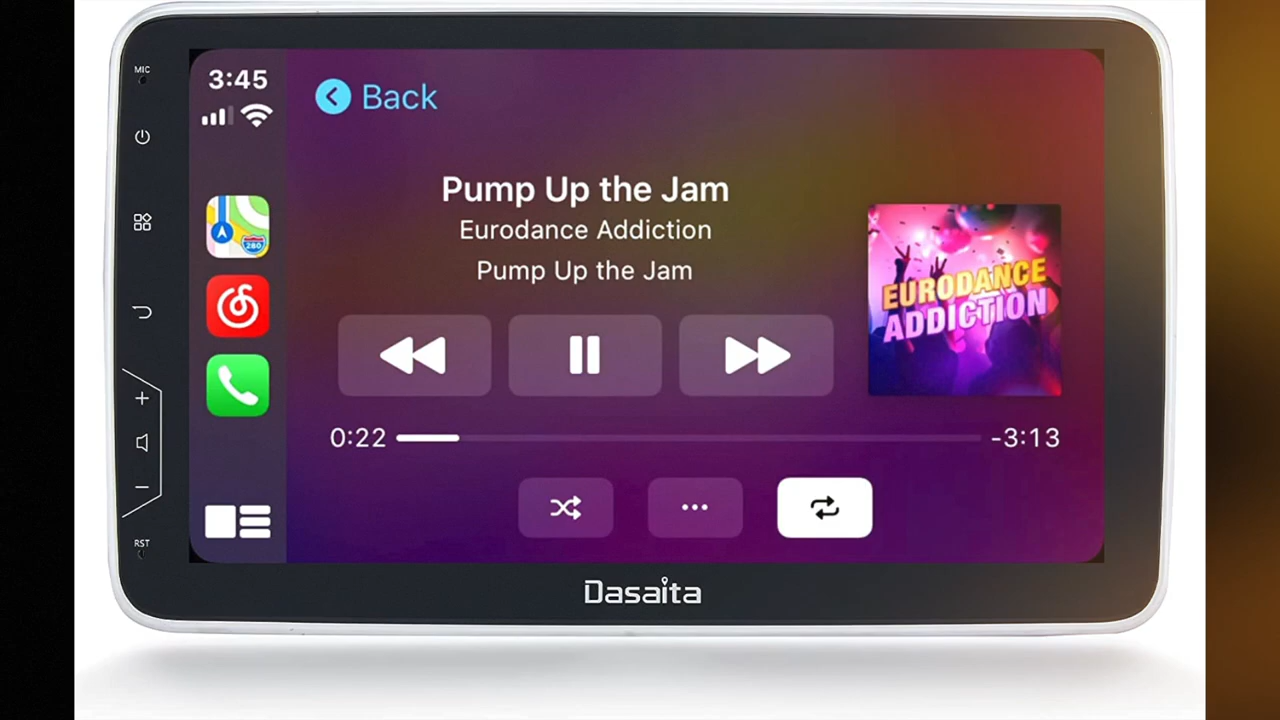 MIC
3:45
Back
280
Pump Up the Jam
Eurodance Addiction
Pump Up the Jam
EURODANCE
ADDICTION
0:22
-3:13
RST
Dasaita